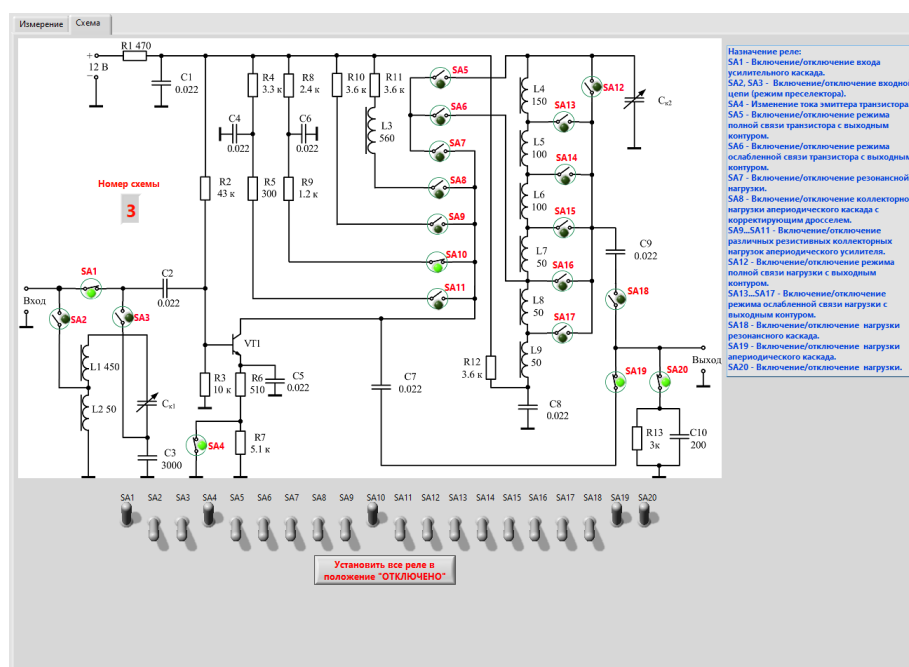 Измерение Схема
R1 470
+
12 В
−
C1
0.022
R4
3.3 к
R8
2.4 к
R10
3.6 к
R11
3.6 к
SA5
SA6
SA7
SA8
SA9
SA10
SA11
L3
560
C4
0.022
C6
0.022
R2
43 к
R5
300
R9
1.2 к
L4
150
L5
100
L6
100
L7
50
L8
50
L9
50
SA12
SA13
SA14
SA15
SA16
SA17
Cк2
C9
0.022
SA18
Номер схемы
3
SA1
C2
0.022
Вход
SA2
SA3
L1 450
L2 50
Cк1
C3
3000
VT1
R3
10 к
R6
510
C5
0.022
SA4
R7
5.1 к
C7
0.022
R12
3.6 к
C8
0.022
Выход
SA19
SA20
R13
3к
C10
200
Назначение реле:
SA1 - Включение/отключение входа
усилительного каскада.
SA2, SA3 - Включение/отключение входной
цепи (режим преселектора).
SA4 - Изменение тока эмиттера транзистора.
SA5 - Включение/отключение режима
полной связи транзистора с выходным
контуром.
SA6 - Включение/отключение режима
ослабленной связи транзистора с выходным
контуром.
SA7 - Включение/отключение резонансной
нагрузки.
SA8 - Включение/отключение коллекторно
нагрузки апериодического каскада с
корректирующим дросселем.
SA9...SA11 - Включение/отключение
различных резистивных коллекторных
нагрузок апериодического усилителя.
SA12 - Включение/отключение режима
полной связи нагрузки с выходным
контуром.
SA13...SA17 - Включение/отключение
режима ослабленной связи нагрузки с
выходным контуром.
SA18 - Включение/отключение нагрузки
резонансного каскада.
SA19 - Включение/отключение нагрузки
апериодического каскада.
SA20 - Включение/отключение нагрузки.
SA1 SA2 SA3 SA4 SA5 SA6 SA7 SA8 SA9 SA10 SA11 SA12 SA13 SA14 SA15 SA16 SA17 SA18 SA19 SA20
Установить все реле в
положение "ОТКЛЮЧЕНО"